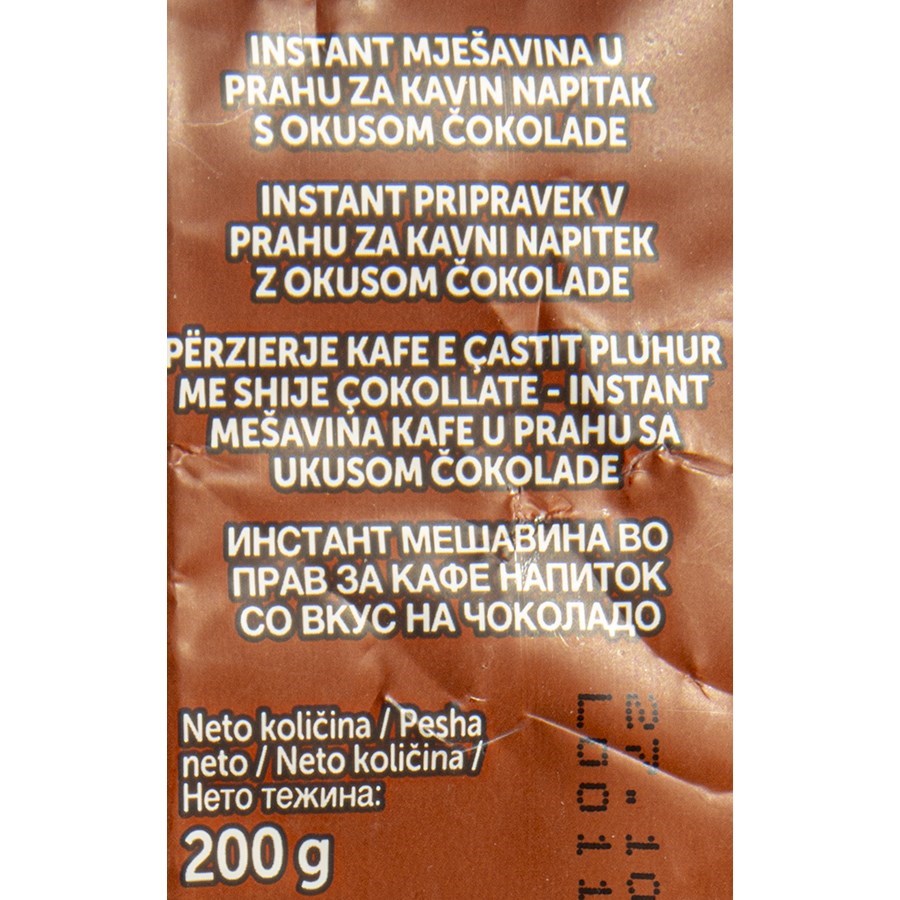 INSTANT MJEŠAVINA U
PRAHU ZA KAVIN NAPITAK
S OKUSOM ČOKOLADE
INSTANT PRIPRAVEK V
PRAHU ZA KAVNI NAPITEK
Z OKUSOM ČOKOLADE
PËRZIERJE KAFE E ÇASTIT PLUHUR
ME SHIJE ÇOKOLLATE - INSTANT
MEŠAVINA KAFE U PRAHU SA
UKUSOM ČOKOLADE
ИНСТАНТ МЕШАВИНА ВО
ПРАВ ЗА КАФЕ НАПИТОК
СО ВКУС НА ЧОКОЛАДО
Neto količina / Pesha
neto / Neto količina /
Нето тежина:
200 g